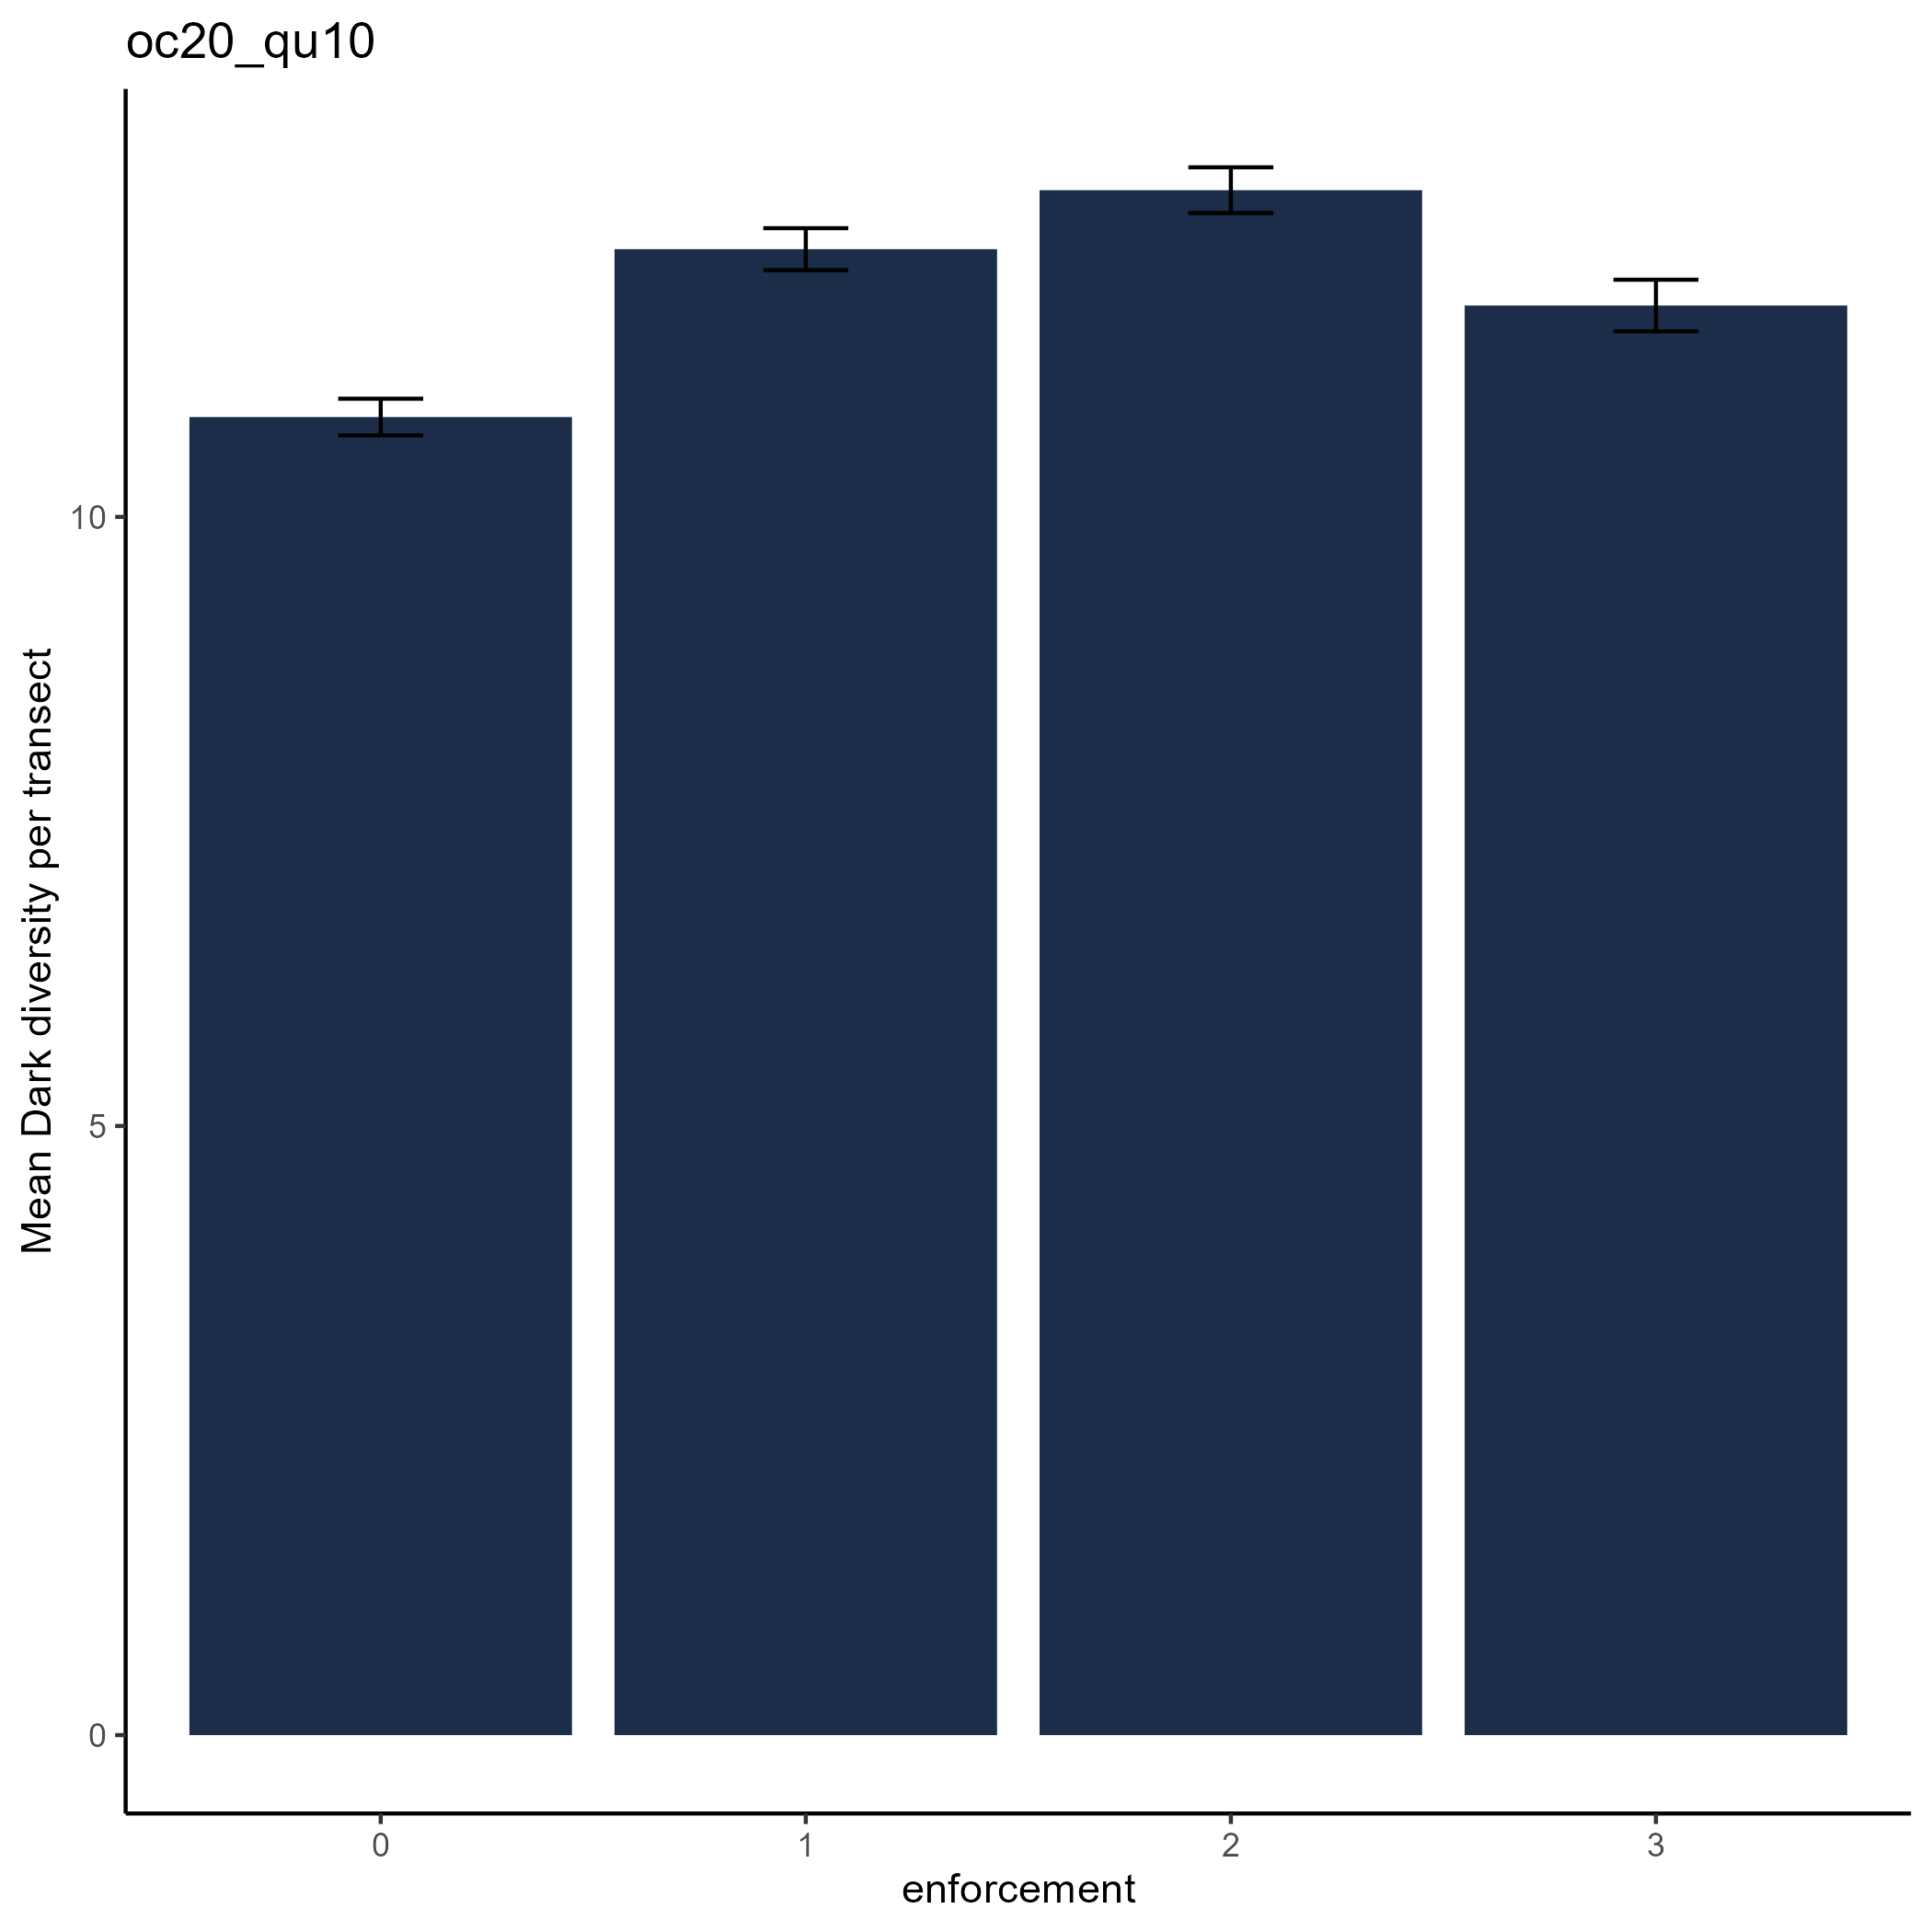 oc20_qu10
Mean Dark diversity per transect
10
5
0
0 1 2 3
enforcement